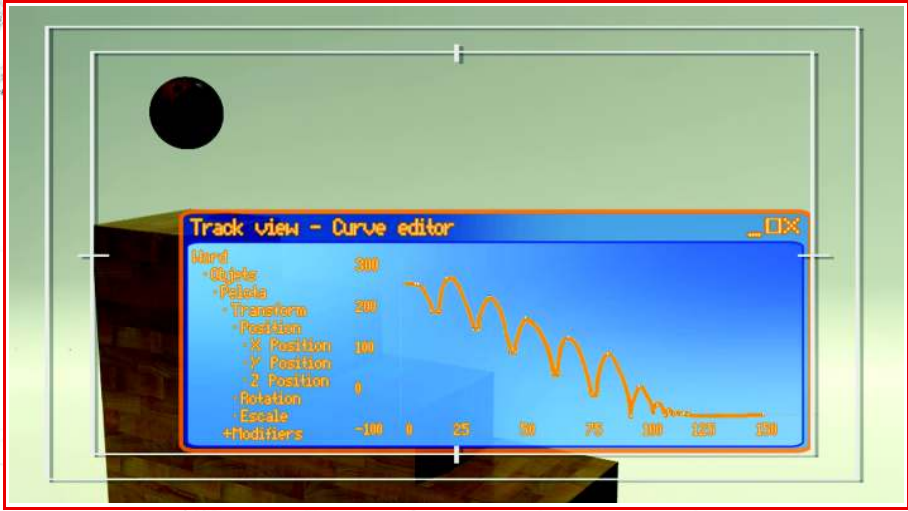 Track view - Curve editor
Word
-Objets
-Pelota
-Transform
-Position
-X Position
-Y Position
-Z Position
-Rotation
-Escale
+Modifiers
300
200
100
0
-100
0 25 50 75 100 125 150